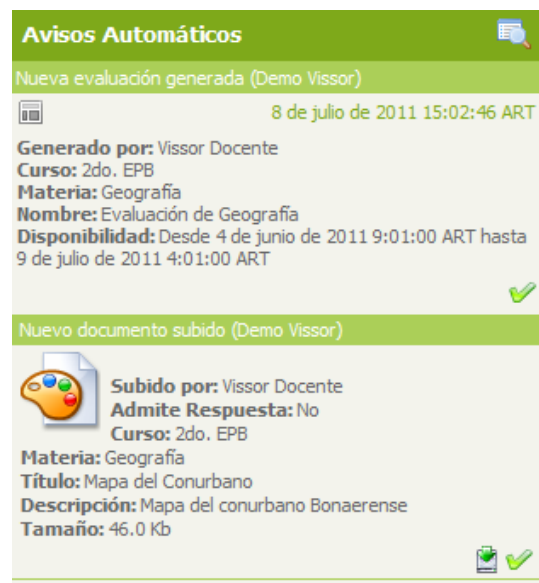 Avisos Automáticos
Nueva evaluación generada (Demo Vissor)
8 de julio de 2011 15:02:46 ART
Generado por: Vissor Docente
Curso: 2do. EPB
Materia: Geografía
Nombre: Evaluación de Geografía
Disponibilidad: Desde 4 de junio de 2011 9:01:00 ART hasta
9 de julio de 2011 4:01:00 ART
Nuevo documento subido (Demo Vissor)
Subido por: Vissor Docente
Admite Respuesta: No
Curso: 2do. EPB
Materia: Geografía
Título: Mapa del Conurbano
Descripción: Mapa del conurbano Bonaerense
Tamaño: 46.0 Kb